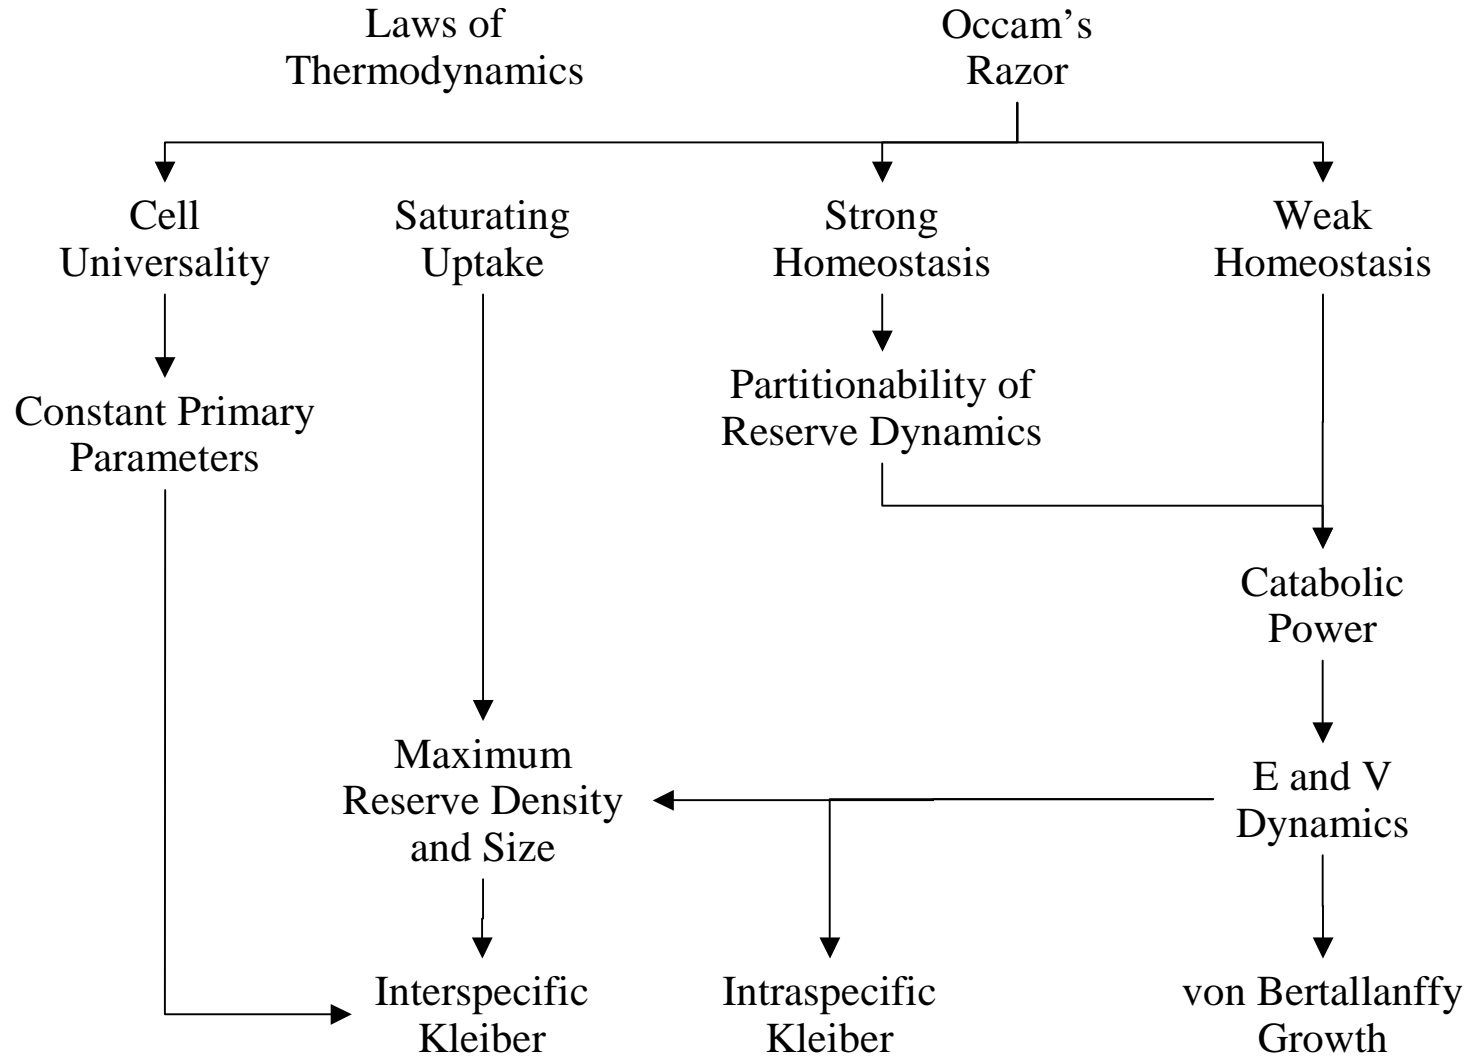 Laws of
Thermodynamics
Occam's
Razor
Cell
Universality
Saturating
Uptake
Strong
Homeostasis
Weak
Homeostasis
Constant Primary
Parameters
Partitionability of
Reserve Dynamics
Catabolic
Power
Maximum
Reserve Density
and Size
E and V
Dynamics
Interspecific
Kleiber
Intraspecific
Kleiber
von Bertallanffy
Growth